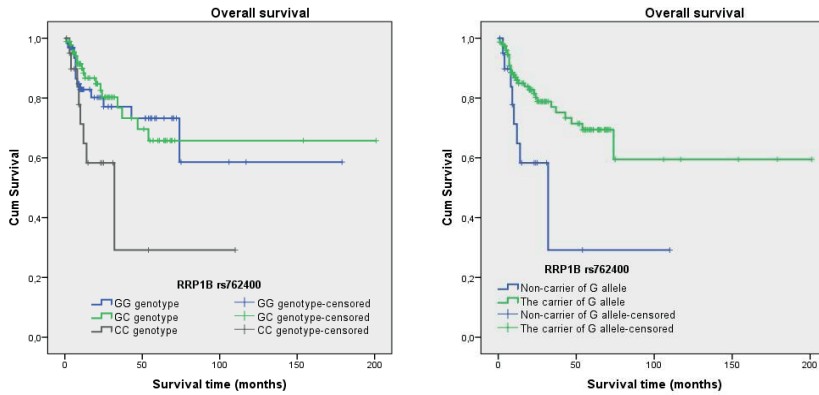 Overall survival
Cum Survival
1,0
0,8
0,6
0,4
0,2
0,0
RRP1B rs762400
GG genotype
GC genotype
CC genotype
GG genotype-censored
GC genotype-censored
CC genotype-censored
0 50 100 150 200
Survival time (months)
Overall survival
Cum Survival
1,0
0,8
0,6
0,4
0,2
0,0
RRP1B rs762400
Non-carrier of G allele
The carrier of G allele
Non-carrier of G allele-censored
The carrier of G allele-censored
0 50 100 150 200
Survival time (months)